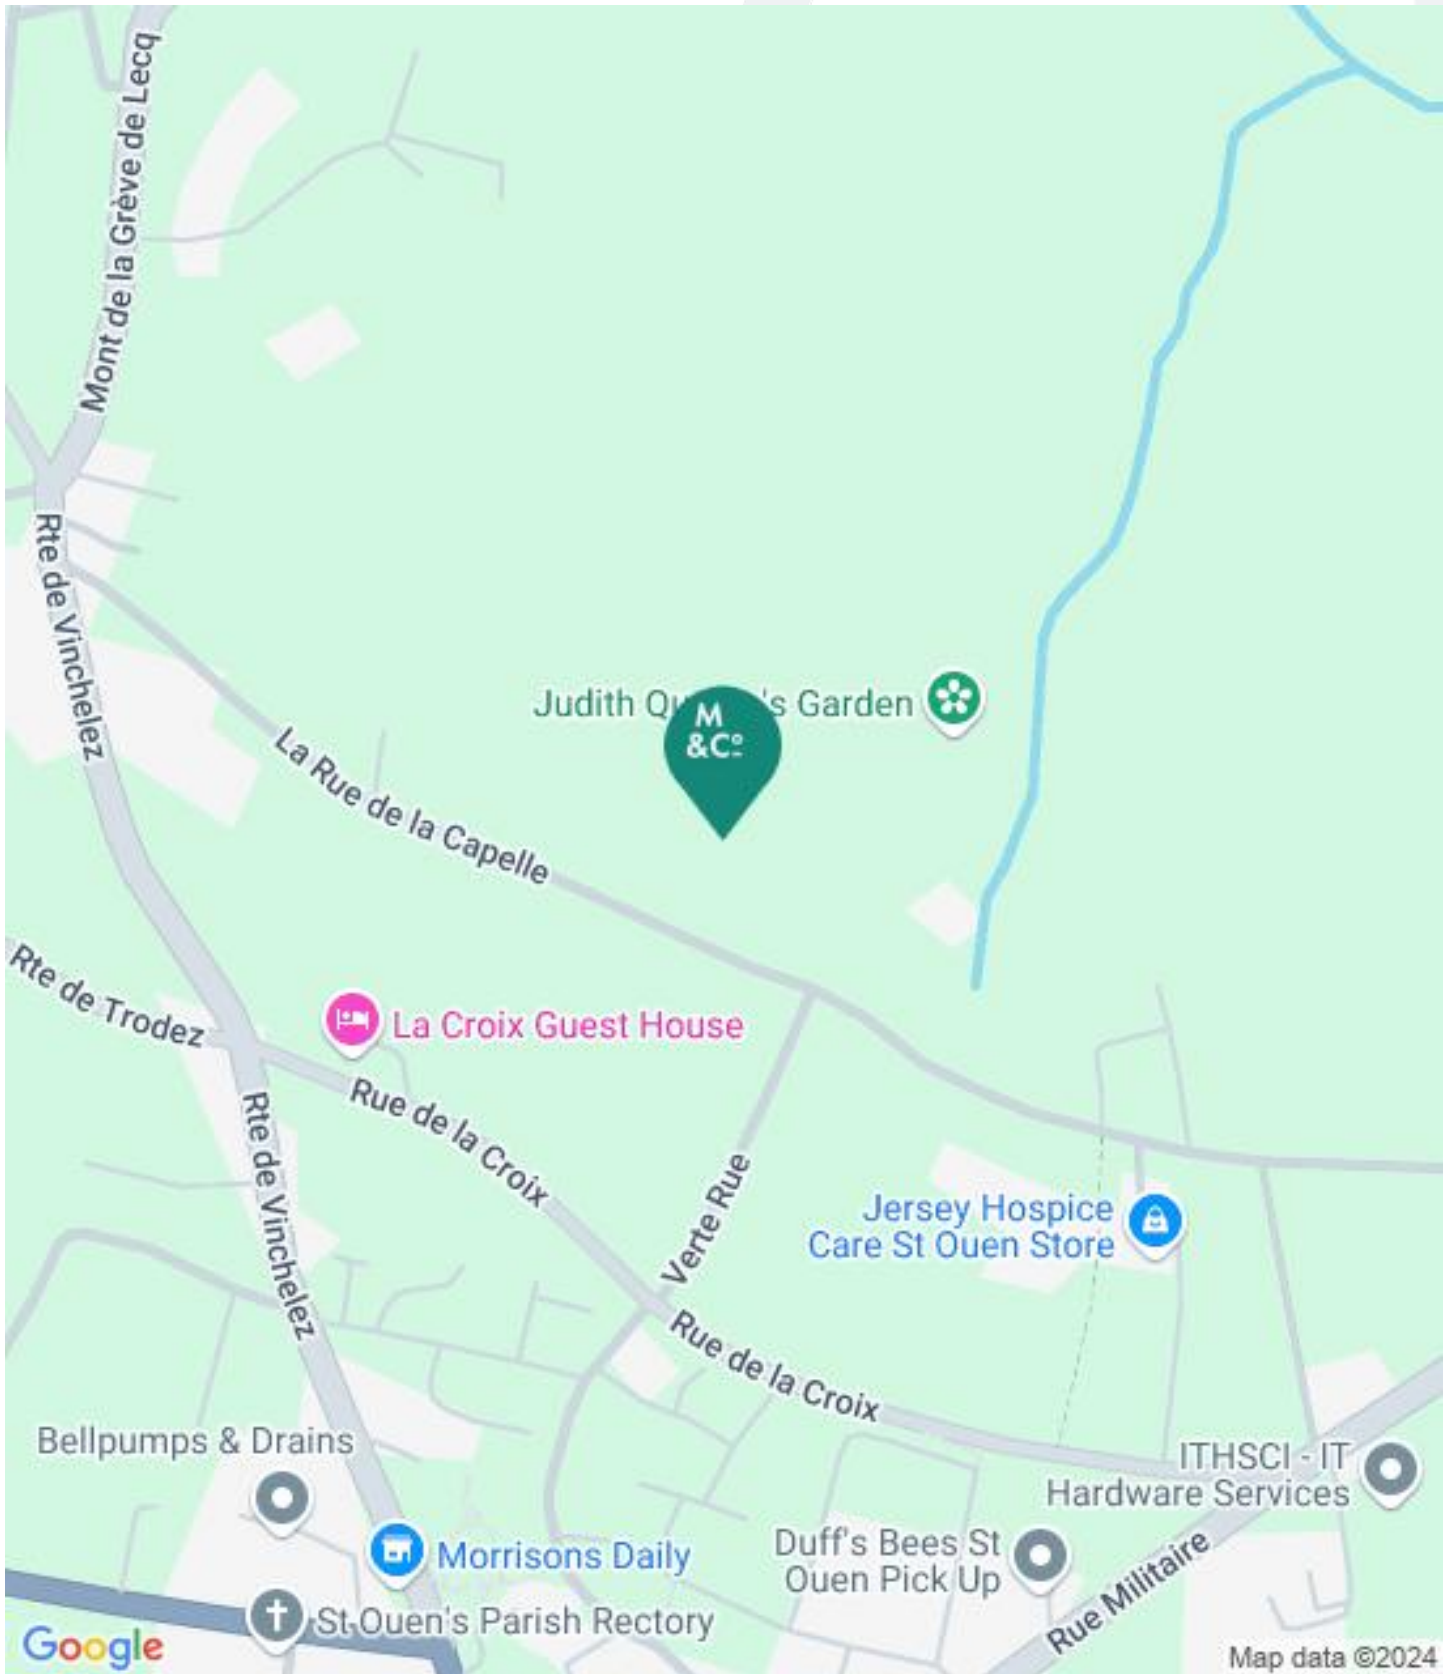 Mont de la Grève de Lecq
Rte de Vinchelez
Judith Qu 's Garden
M
&Cº
La Rue de la Capelle
Rte de Trodez
La Croix Guest House
Rue de la Croix
Rte de Vinchelez
Verte Rue
Jersey Hospice
Care St Ouen Store
Rue de la Croix
Bellpumps & Drains
ITHSCI - IT
Hardware Services
Morrisons Daily
Duff's Bees St
Ouen Pick Up
Rue Militaire
St Ouen's Parish Rectory
Google
Map data ©2024